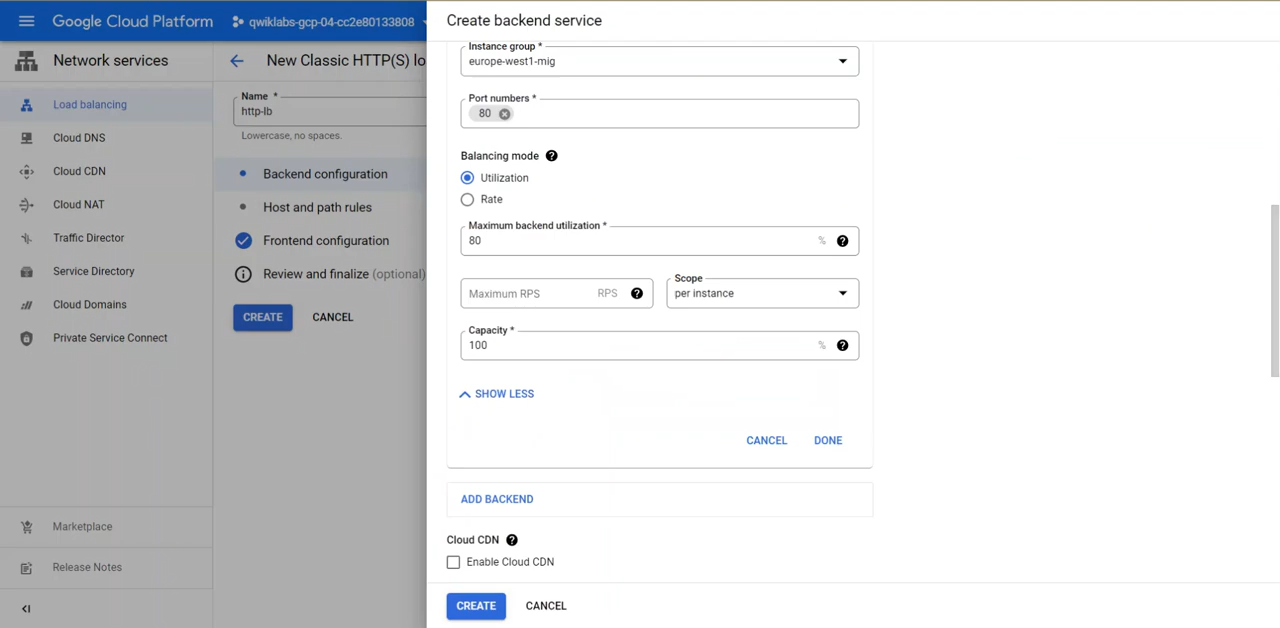 Google Cloud Platform
qwiklabs-gcp-04-cc2e80133808
Network services
Load balancing
Cloud DNS
Cloud CDN
Cloud NAT
Traffic Director
Service Directory
Cloud Domains
Private Service Connect
Marketplace
Release Notes
New Classic HTTP(S) lo
Name *
http-lb
Lowercase, no spaces.
Backend configuration
Host and path rules
Frontend configuration
Review and finalize (optional)
CREATE CANCEL
Create backend service
Instance group *
europe-west1-mig
Port numbers *
80
Balancing mode
Utilization
Rate
Maximum backend utilization *
80 %
Maximum RPS RPS
Scope
per instance
Capacity *
100 %
SHOW LESS
CANCEL DONE
ADD BACKEND
Cloud CDN
Enable Cloud CDN
CREATE CANCEL